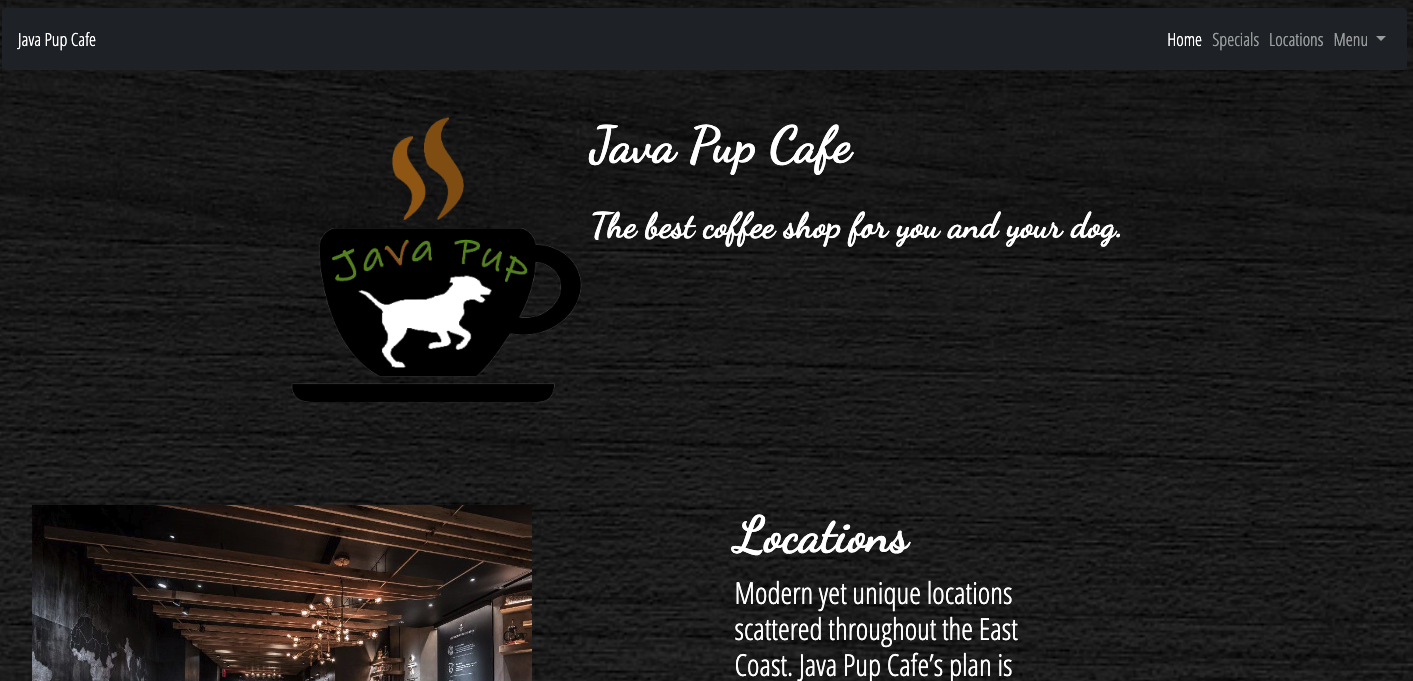 Java Pup Cafe
Home Specials Locations Menu
Java Pup Cafe
The best coffee shop for you and your dog.
Java Pup
Locations
Modern yet unique locations
scattered throughout the East
Coast. Java Pup Cafe’s plan is